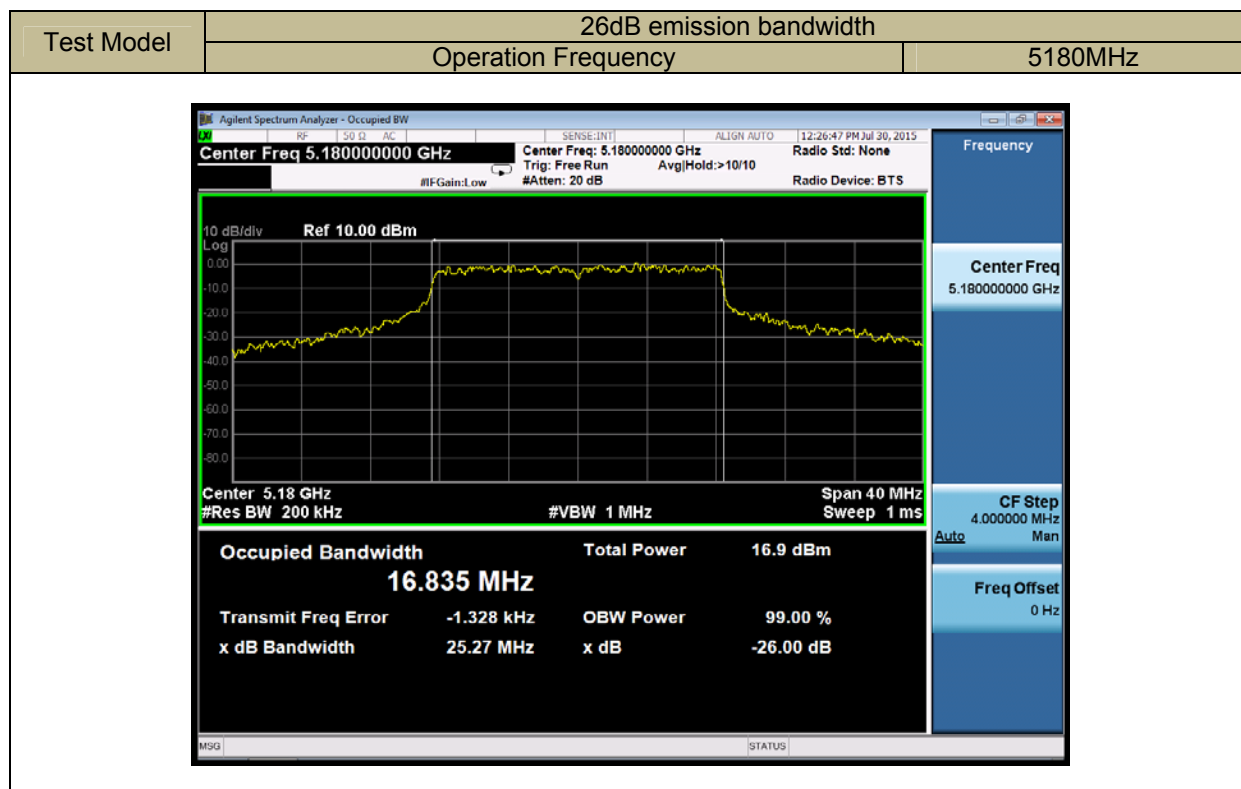 Test Model
26dB emission bandwidth
Operation Frequency 5180MHz
Agilent Spectrum Analyzer - Occupied BW
LXI RF 50 Ω AC SENSE:INT ALIGN AUTO 12:26:47 PM Jul 30, 2015
Center Freq 5.180000000 GHz
#IFGain:Low
Center Freq: 5.180000000 GHz
Trig: Free Run Avg|Hold:>10/10
#Atten: 20 dB
Radio Std: None
Radio Device: BTS
Frequency
10 dB/div Ref 10.00 dBm
Log
0.00
-10.0
-20.0
-30.0
-40.0
-50.0
-60.0
-70.0
-80.0
Center 5.18 GHz Span 40 MHz
#Res BW 200 kHz #VBW 1 MHz Sweep 1 ms
Occupied Bandwidth Total Power 16.9 dBm
16.835 MHz
Transmit Freq Error -1.328 kHz OBW Power 99.00 %
x dB Bandwidth 25.27 MHz x dB -26.00 dB
Center Freq
5.180000000 GHz
CF Step
4.000000 MHz
Auto Man
Freq Offset
0 Hz
MSG STATUS